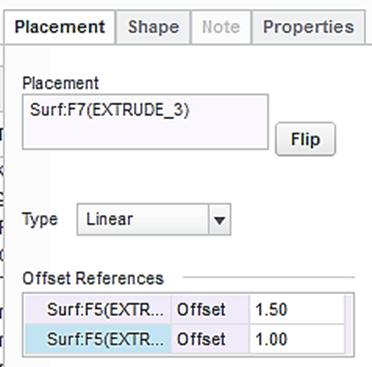 Placement Shape Note Properties
Placement
Surf:F7(EXTRUDE_3)
Flip
Type Linear
Offset References
Surf:F5(EXTR... Offset 1.50
Surf:F5(EXTR... Offset 1.00